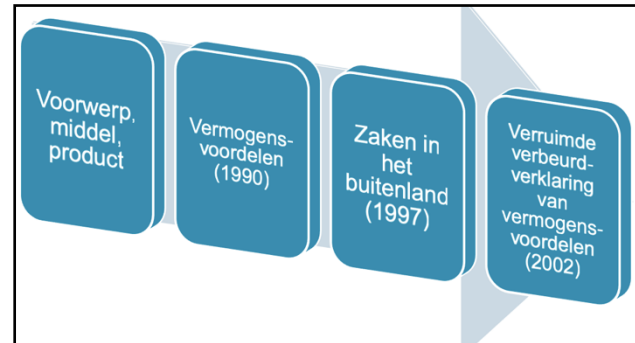 Voorwerp,
middel,
product
Vermogens-
voordelen
(1990)
Zaken in
het
buitenland
(1997)
Verruimde
verbeurd-
verklaring
van
vermogens-
voordelen
(2002)